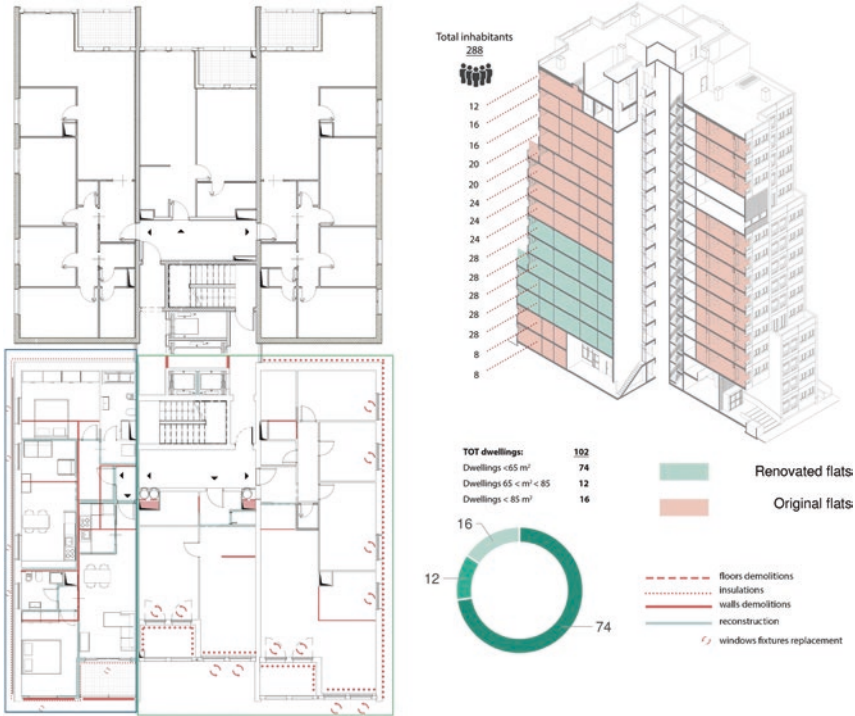 Total inhabitants
288
12
16
16
20
20
24
24
24
28
28
28
28
28
8
8
TOT dwellings: 102
Dwellings <65 m² 74
Dwellings 65 < m² < 85 12
Dwellings < 85 m² 16
Renovated flats
Original flats
16
12
74
floors demolitions
insulations
walls demolitions
reconstruction
windows fixtures replacement